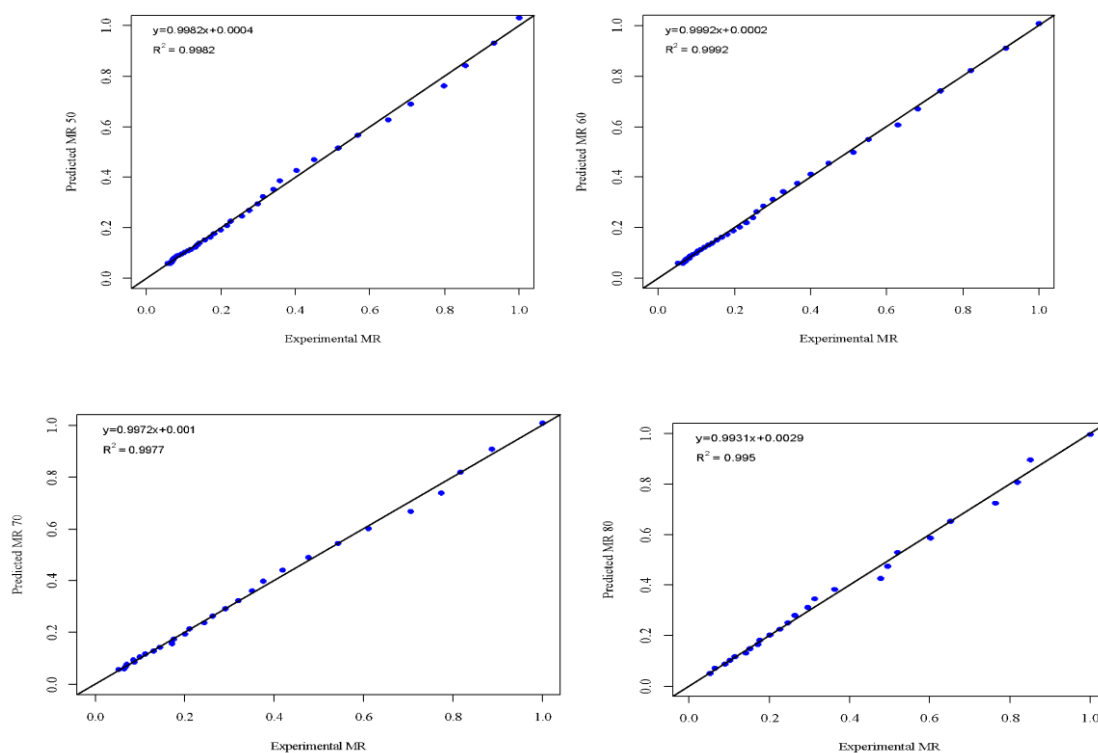 y=0.9982x+0.0004
R² = 0.9982
Predicted MR 50
0.0 0.2 0.4 0.6 0.8 1.0
0.0 0.2 0.4 0.6 0.8 1.0
Experimental MR
y=0.9992x+0.0002
R² = 0.9992
Predicted MR 60
0.0 0.2 0.4 0.6 0.8 1.0
0.0 0.2 0.4 0.6 0.8 1.0
Experimental MR
y=0.9972x+0.001
R² = 0.9977
Predicted MR 70
0.0 0.2 0.4 0.6 0.8 1.0
0.0 0.2 0.4 0.6 0.8 1.0
Experimental MR
y=0.9931x+0.0029
R² = 0.995
Predicted MR 80
0.0 0.2 0.4 0.6 0.8 1.0
0.0 0.2 0.4 0.6 0.8 1.0
Experimental MR